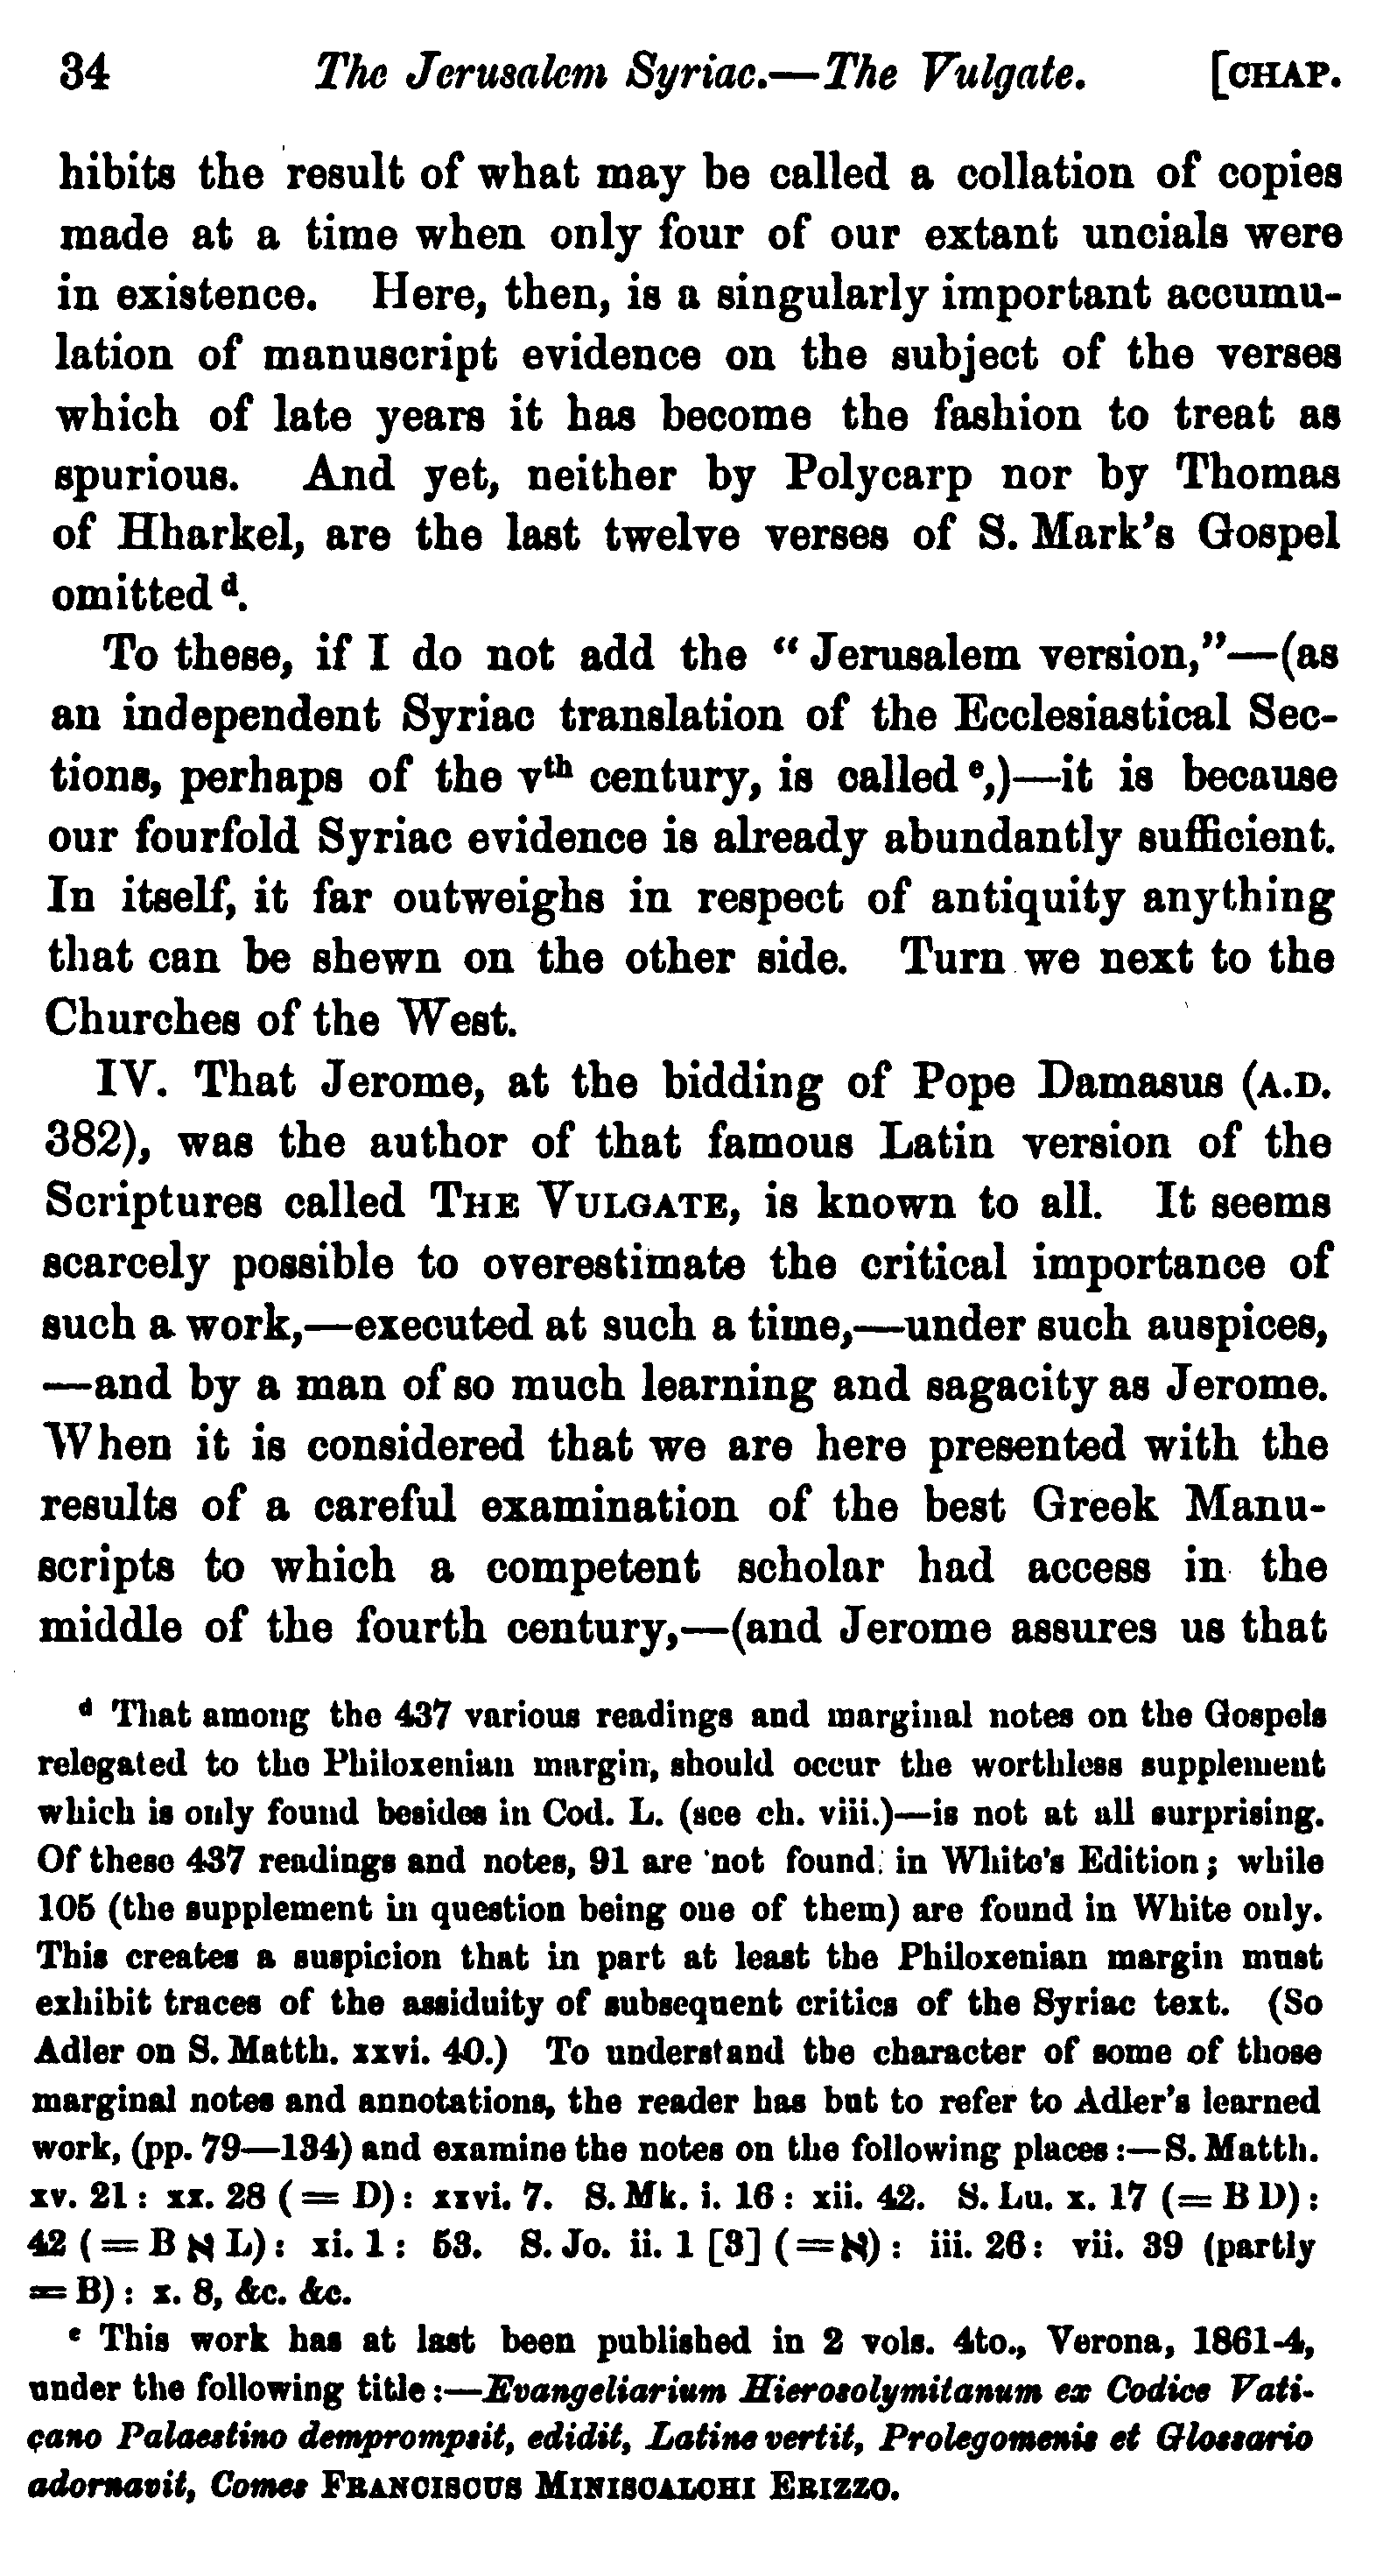 34 The Jerusalem Syriac.—The Vulgate. [CHAP.
hibits the result of what may be called a collation of copies
made at a time when only four of our extant uncials were
in existence. Here, then, is a singularly important accumu-
lation of manuscript evidence on the subject of the verses
which of late years it has become the fashion to treat as
spurious. And yet, neither by Polycarp nor by Thomas
of Hharkel, are the last twelve verses of S. Mark's Gospel
omitted ᵈ.
To these, if I do not add the “Jerusalem version,”—(as
an independent Syriac translation of the Ecclesiastical Sec-
tions, perhaps of the vᵗʰ century, is called ᵉ,)—it is because
our fourfold Syriac evidence is already abundantly sufficient.
In itself, it far outweighs in respect of antiquity anything
that can be shewn on the other side. Turn we next to the
Churches of the West.
IV. That Jerome, at the bidding of Pope Damasus (A.D.
382), was the author of that famous Latin version of the
Scriptures called THE VULGATE, is known to all. It seems
scarcely possible to overestimate the critical importance of
such a work,—executed at such a time,—under such auspices,
—and by a man of so much learning and sagacity as Jerome.
When it is considered that we are here presented with the
results of a careful examination of the best Greek Manu-
scripts to which a competent scholar had access in the
middle of the fourth century,—(and Jerome assures us that
ᵈ That among the 437 various readings and marginal notes on the Gospels
relegated to the Philoxenian margin, should occur the worthless supplement
which is only found besides in Cod. L. (see ch. viii.)—is not at all surprising.
Of these 437 readings and notes, 91 are not found in White's Edition; while
105 (the supplement in question being one of them) are found in White only.
This creates a suspicion that in part at least the Philoxenian margin must
exhibit traces of the assiduity of subsequent critics of the Syriac text. (So
Adler on S. Matth. xxvi. 40.) To understand the character of some of those
marginal notes and annotations, the reader has but to refer to Adler's learned
work, (pp. 79—134) and examine the notes on the following places:—S. Matth.
xv. 21: xx. 28 (= D): xxvi. 7. S. Mk. i. 16: xii. 42. S. Lu. x. 17 (= B D):
42 (= B א L): xi. 1: 53. S. Jo. ii. 1 [3] (= א): iii. 26: vii. 39 (partly
= B): x. 8, &c. &c.
ᵉ This work has at last been published in 2 vols. 4to., Verona, 1861-4,
under the following title:—Evangeliarium Hierosolymitanum ex Codice Vati-
cano Palaestino demprompsit, edidit, Latine vertit, Prolegomenis et Glossario
adornavit, Comes FRANCISCUS MINISCALCHI ERIZZO.